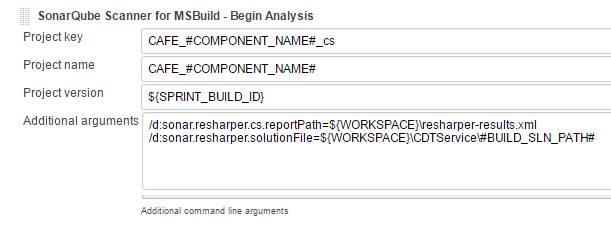 SonarQube Scanner for MSBuild - Begin Analysis
Project key CAFE_#COMPONENT_NAME#_cs
Project name CAFE_#COMPONENT_NAME#
Project version ${SPRINT_BUILD_ID}
Additional arguments /d:sonar.resharper.cs.reportPath=${WORKSPACE}\resharper-results.xml
/d:sonar.resharper.solutionFile=${WORKSPACE}\CDTService\#BUILD_SLN_PATH#
Additional command line arguments